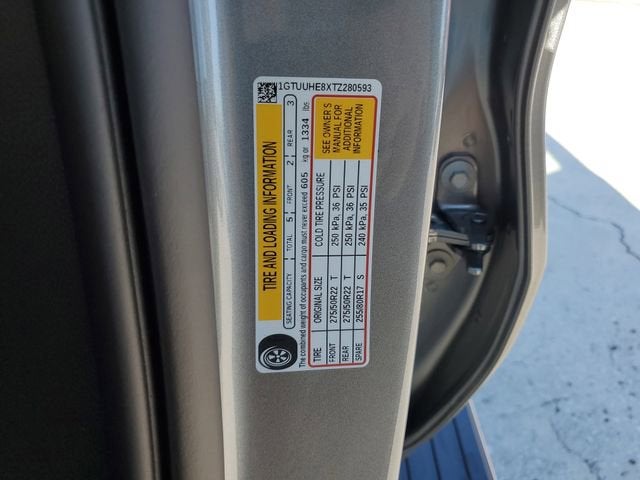 1GTUUHE8XTZ280593
TIRE AND LOADING INFORMATION
SEATING CAPACITY TOTAL 5 FRONT 2 REAR 3
The combined weight of occupants and cargo must never exceed 605 kg or 1334 lbs
TIRE ORIGINAL SIZE COLD TIRE PRESSURE
FRONT 275/50R22 T 250 kPa, 36 PSI
REAR 275/50R22 T 250 kPa, 36 PSI
SPARE 255/80R17 S 240 kPa, 35 PSI
SEE OWNER'S
MANUAL FOR
ADDITIONAL
INFORMATION